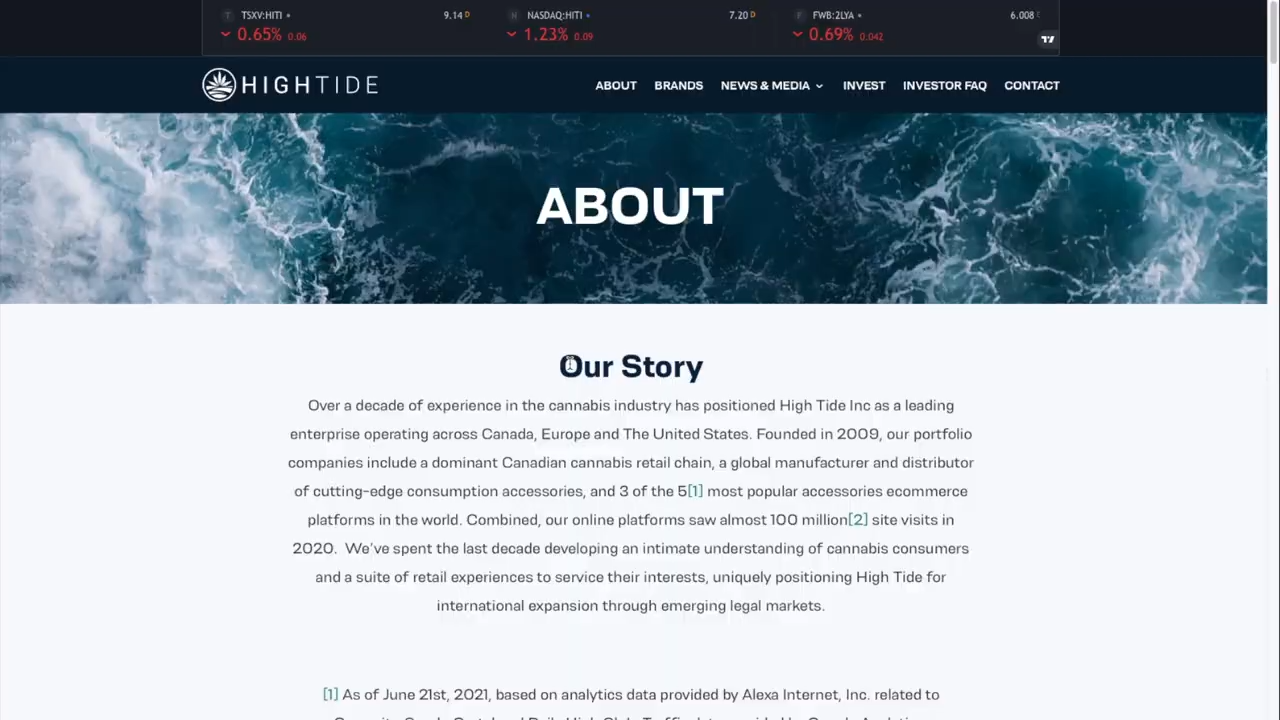 TSXV:HITI
9.14 D
0.65% 0.06
NASDAQ:HITI
7.20 D
1.23% 0.09
FWB:2LYA
6.008
0.69% 0.042
HIGHTIDE
ABOUT
BRANDS
NEWS & MEDIA
INVEST
INVESTOR FAQ
CONTACT
ABOUT
Our Story
Over a decade of experience in the cannabis industry has positioned High Tide Inc as a leading
enterprise operating across Canada, Europe and The United States. Founded in 2009, our portfolio
companies include a dominant Canadian cannabis retail chain, a global manufacturer and distributor
of cutting-edge consumption accessories, and 3 of the 5[1] most popular accessories ecommerce
platforms in the world. Combined, our online platforms saw almost 100 million[2] site visits in
2020. We've spent the last decade developing an intimate understanding of cannabis consumers
and a suite of retail experiences to service their interests, uniquely positioning High Tide for
international expansion through emerging legal markets.
[1] As of June 21st, 2021, based on analytics data provided by Alexa Internet, Inc. related to